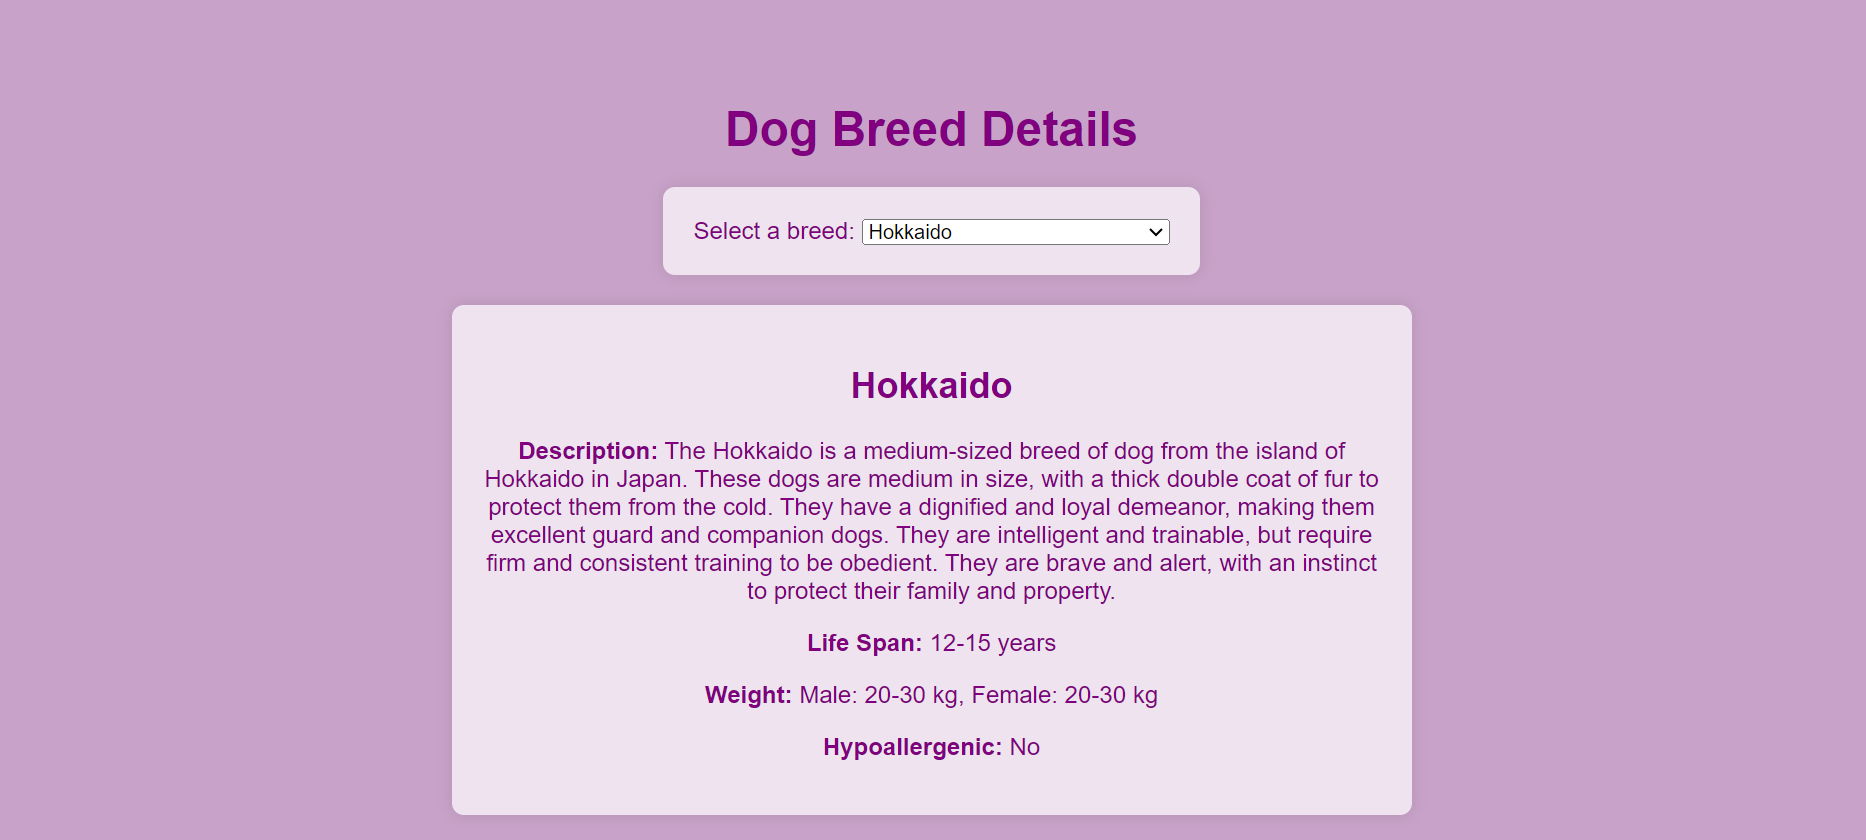 Dog Breed Details
Select a breed: Hokkaido
Hokkaido
Description: The Hokkaido is a medium-sized breed of dog from the island of
Hokkaido in Japan. These dogs are medium in size, with a thick double coat of fur to
protect them from the cold. They have a dignified and loyal demeanor, making them
excellent guard and companion dogs. They are intelligent and trainable, but require
firm and consistent training to be obedient. They are brave and alert, with an instinct
to protect their family and property.
Life Span: 12-15 years
Weight: Male: 20-30 kg, Female: 20-30 kg
Hypoallergenic: No